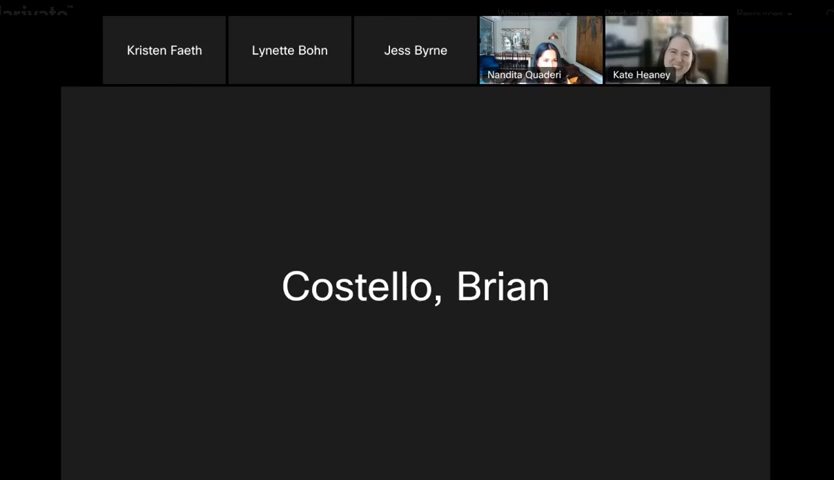 Kristen Faeth
Lynette Bohn
Jess Byrne
Nandita Quaderi
Kate Heaney
Costello, Brian